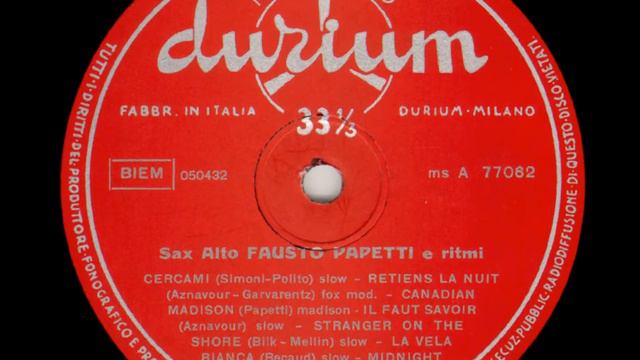 durium
FABBR. IN ITALIA
33 1/3
DURIUM - MILANO
BIEM
050432
ms A 77062
Sax Alto FAUSTO PAPETTI e ritmi
CERCAMI (Simoni-Polito) slow - RETIENS LA NUIT
(Aznavour-Garvarentz) fox mod. - CANADIAN
MADISON (Papetti) madison - IL FAUT SAVOIR
(Aznavour) slow - STRANGER ON THE
SHORE (Bilk - Mellin) slow - LA VELA
BIANCA (Becaud) slow - MIDNIGHT
TUTTI · I · DIRITTI · DEL · PRODUTTORE · FONOGRAFICO E
PUBBLIC. RADIODIFFUSIONE · DI QUESTO · DISCO · VIETATI.